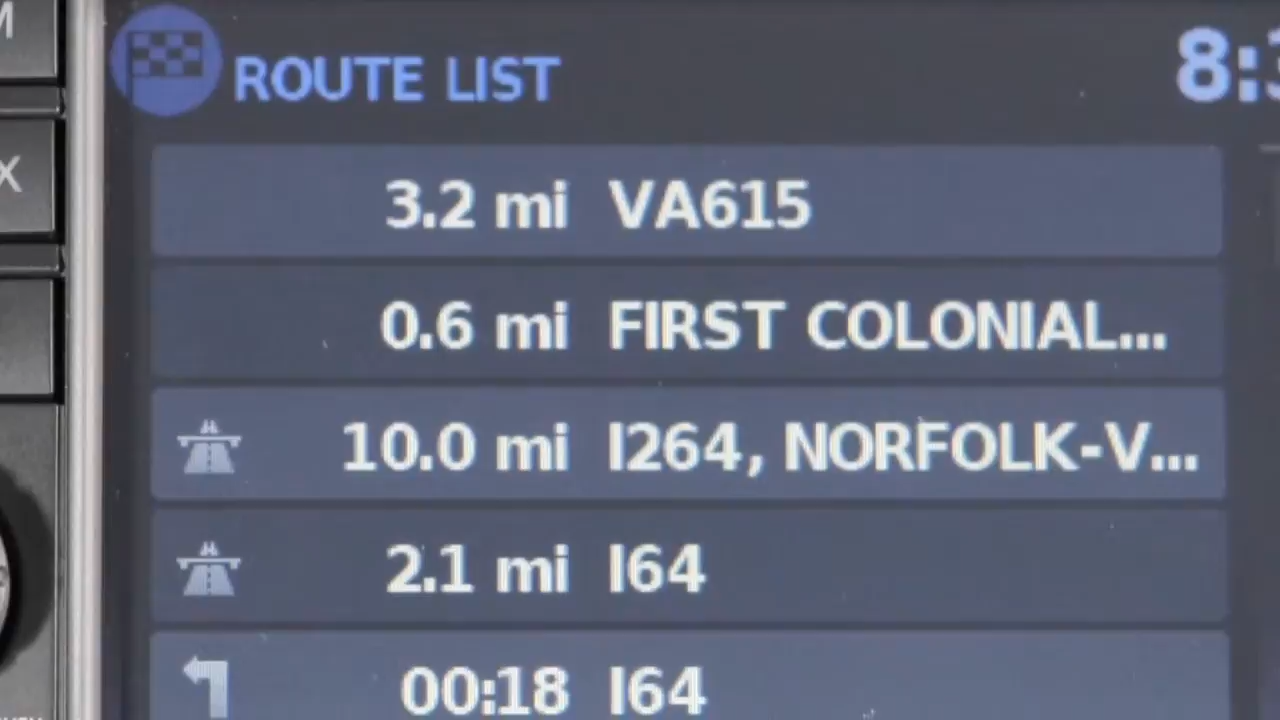 M
ROUTE LIST
8:3
X
3.2 mi VA615
0.6 mi FIRST COLONIAL...
10.0 mi I264, NORFOLK-V...
2.1 mi I64
00:18 I64